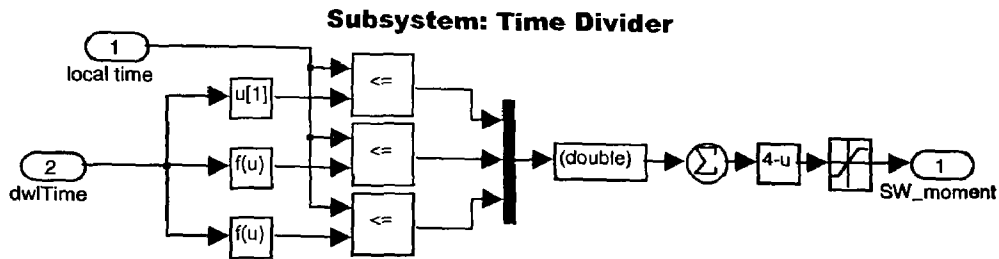 Subsystem: Time Divider
1
local time
<=
u[1]
<=
2
dwlTime
f(u)
(double)
Σ
4-u
1
SW_moment
f(u)
<=